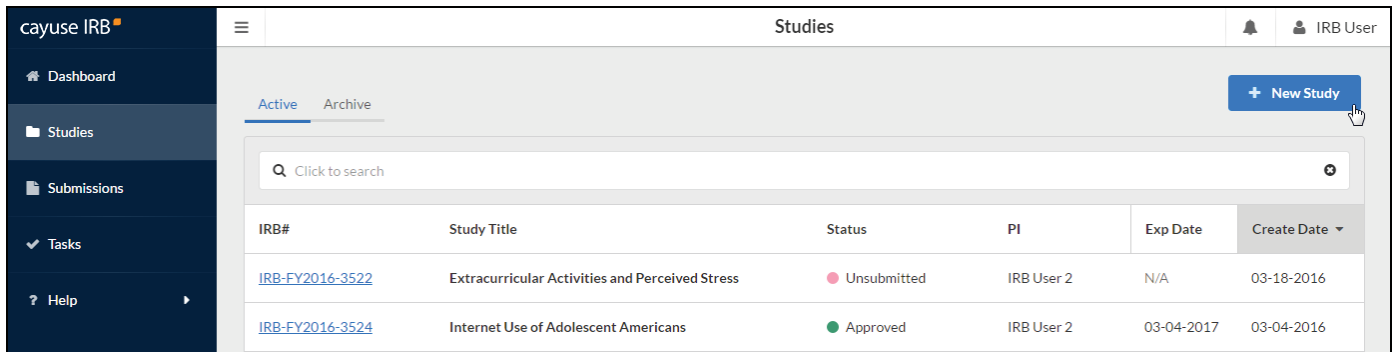 cayuse IRB
Studies
IRB User
Dashboard
Studies
Submissions
Tasks
? Help
Active Archive
+ New Study
Click to search
IRB# Study Title Status PI Exp Date Create Date
IRB-FY2016-3522 Extracurricular Activities and Perceived Stress Unsubmitted IRB User 2 N/A 03-18-2016
IRB-FY2016-3524 Internet Use of Adolescent Americans Approved IRB User 2 03-04-2017 03-04-2016